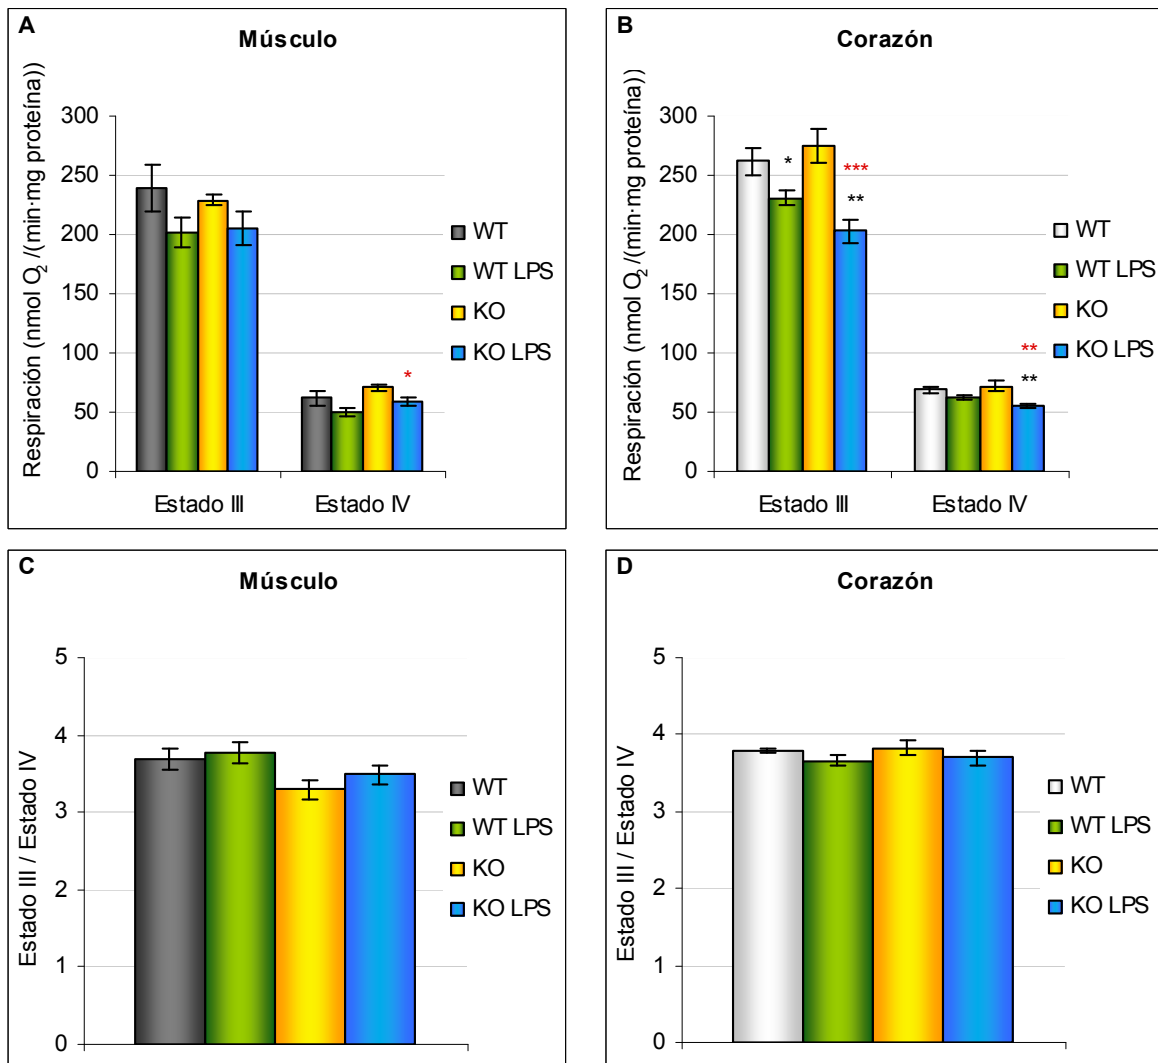 A
Músculo
Respiración (nmol O₂ /(min·mg proteína))
300
250
200
150
100
50
0
*
Estado III
Estado IV
WT
WT LPS
KO
KO LPS
B
Corazón
Respiración (nmol O₂ /(min·mg proteína))
300
250
200
150
100
50
0
*
***
**
**
**
Estado III
Estado IV
WT
WT LPS
KO
KO LPS
C
Músculo
Estado III / Estado IV
5
4
3
2
1
0
WT
WT LPS
KO
KO LPS
D
Corazón
Estado III / Estado IV
5
4
3
2
1
0
WT
WT LPS
KO
KO LPS